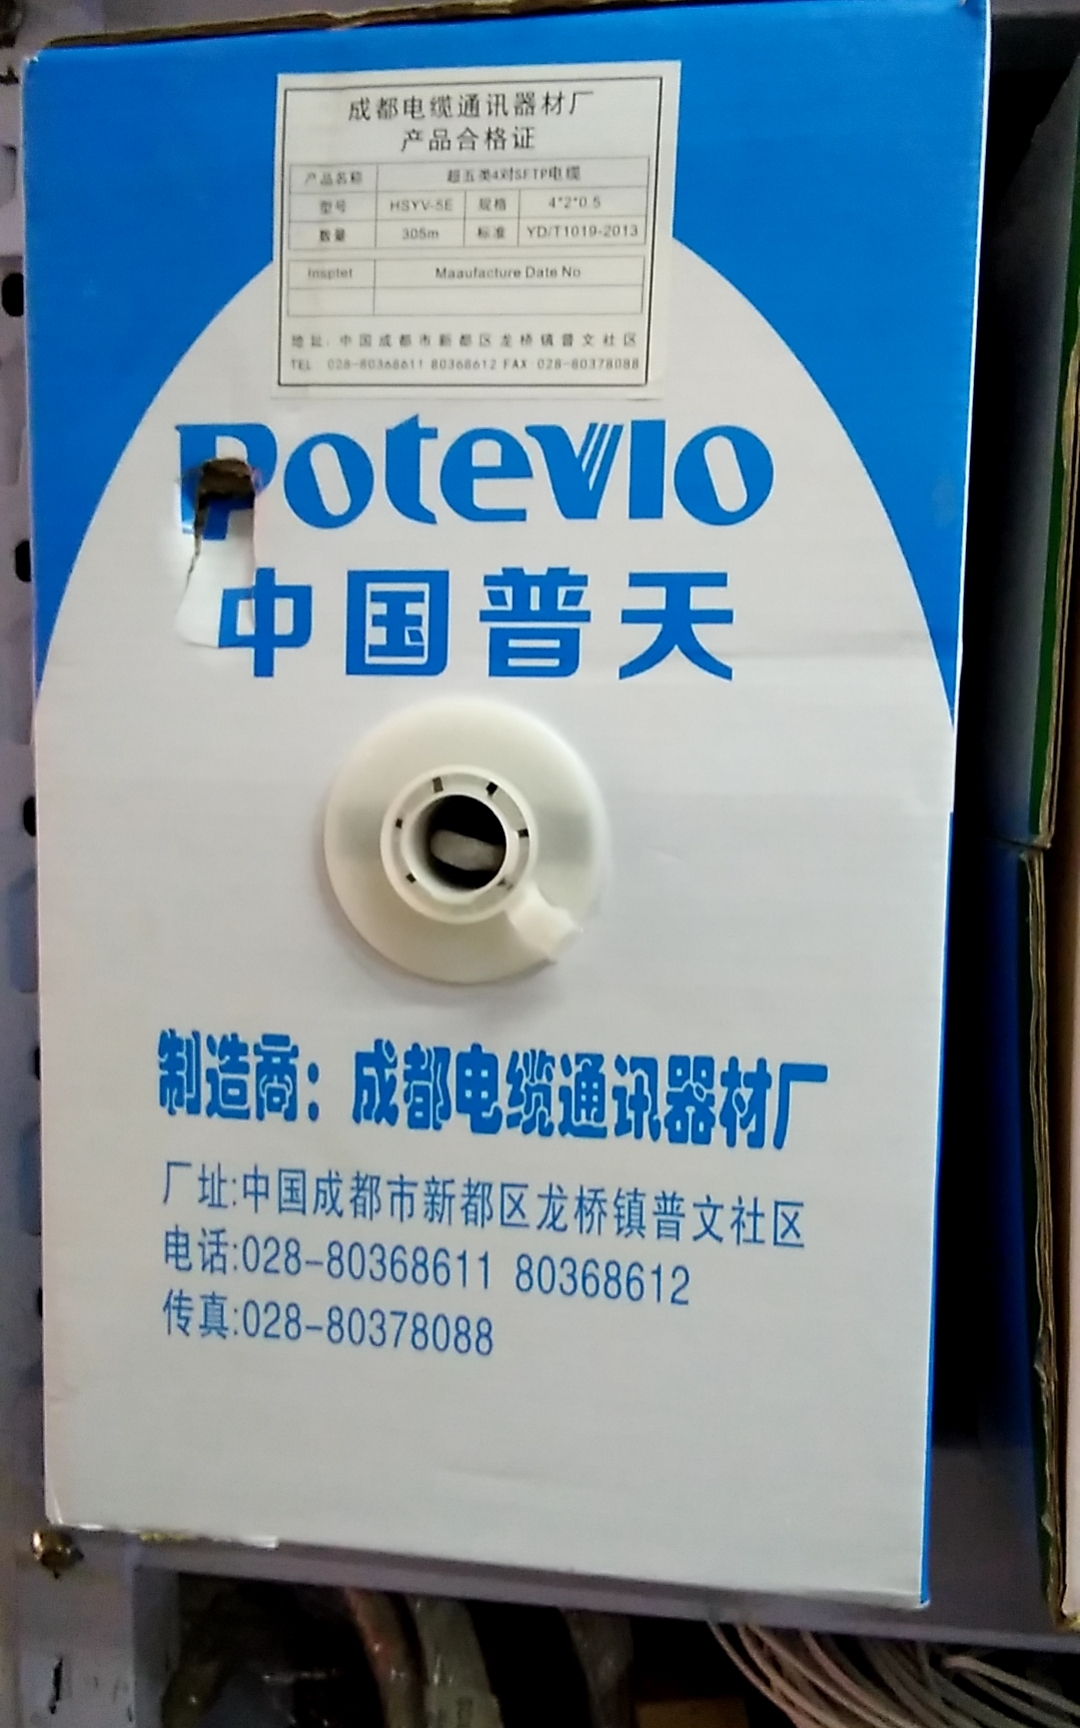 成都电缆通讯器材厂
产品合格证
产品名称 超五类4对SFTP电缆
型号 HSYV-5E 规格 4*2*0.5
数量 305m 标准 YD/T1019-2013
Insptet Maaufacture Date No
地址: 中国成都市新都区龙桥镇普文社区
TEL 028-80368611 80368612 FAX 028-80378088
PotevIo
中国普天
制造商: 成都电缆通讯器材厂
厂址:中国成都市新都区龙桥镇普文社区
电话:028-80368611 80368612
传真:028-80378088